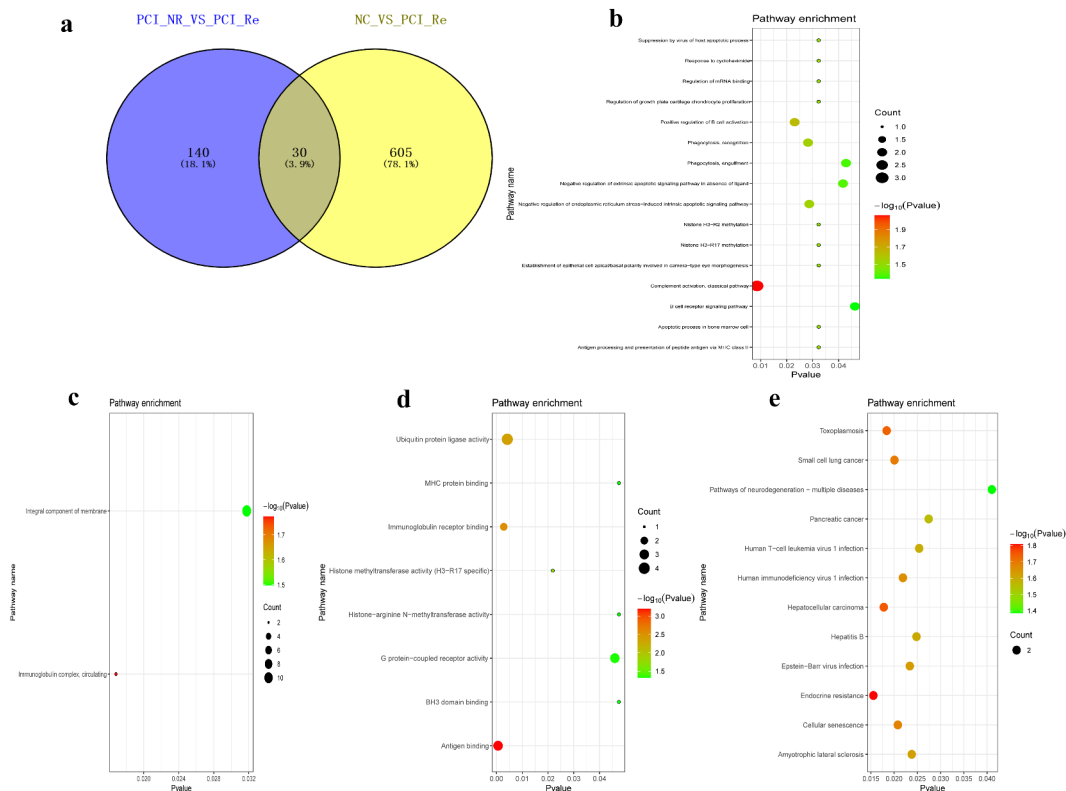 a
PCI_NR_VS_PCI_Re
NC_VS_PCI_Re
140
(18.1%)
30
(3.9%)
605
(78.1%)
b
Pathway enrichment
Pathway name
Suppression by virus of host apoptotic process
Response to cycloheximide
Regulation of mRNA binding
Regulation of growth plate cartilage chondrocyte proliferation
Positive regulation of B cell activation
Phagocytosis, recognition
Phagocytosis, engulfment
Negative regulation of extrinsic apoptotic signaling pathway in absence of ligand
Negative regulation of endoplasmic reticulum stress-induced intrinsic apoptotic signaling pathway
Histone H3-R2 methylation
Histone H3-R17 methylation
Establishment of epithelial cell apical/basal polarity involved in camera-type eye morphogenesis
Complement activation, classical pathway
B cell receptor signaling pathway
Apoptotic process in bone marrow cell
Antigen processing and presentation of peptide antigen via MHC class II
0.01 0.02 0.03 0.04
Pvalue
Count
1.0
1.5
2.0
2.5
3.0
−log10(Pvalue)
1.9
1.7
1.5
c
Pathway enrichment
Pathway name
Integral component of membrane
Immunoglobulin complex, circulating
0.020 0.024 0.028 0.032
Pvalue
−log10(Pvalue)
1.7
1.6
1.5
Count
2
4
6
8
10
d
Pathway enrichment
Pathway name
Ubiquitin protein ligase activity
MHC protein binding
Immunoglobulin receptor binding
Histone methyltransferase activity (H3−R17 specific)
Histone−arginine N−methyltransferase activity
G protein−coupled receptor activity
BH3 domain binding
Antigen binding
0.00 0.01 0.02 0.03 0.04
Pvalue
Count
1
2
3
4
−log10(Pvalue)
3.0
2.5
2.0
1.5
e
Pathway enrichment
Pathway name
Toxoplasmosis
Small cell lung cancer
Pathways of neurodegeneration − multiple diseases
Pancreatic cancer
Human T−cell leukemia virus 1 infection
Human immunodeficiency virus 1 infection
Hepatocellular carcinoma
Hepatitis B
Epstein−Barr virus infection
Endocrine resistance
Cellular senescence
Amyotrophic lateral sclerosis
0.015 0.020 0.025 0.030 0.035 0.040
Pvalue
−log10(Pvalue)
1.8
1.7
1.6
1.5
1.4
Count
2